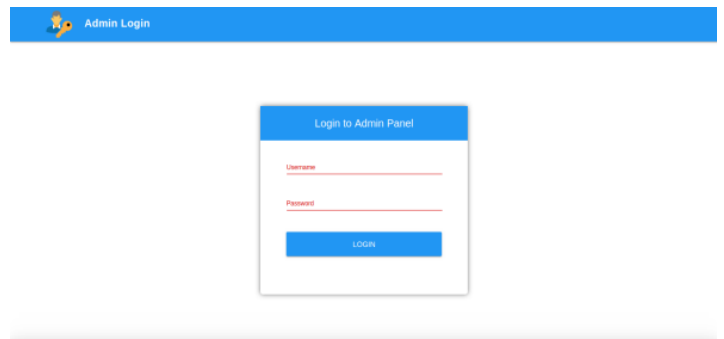 Admin Login
Login to Admin Panel
Username
Password
LOGIN